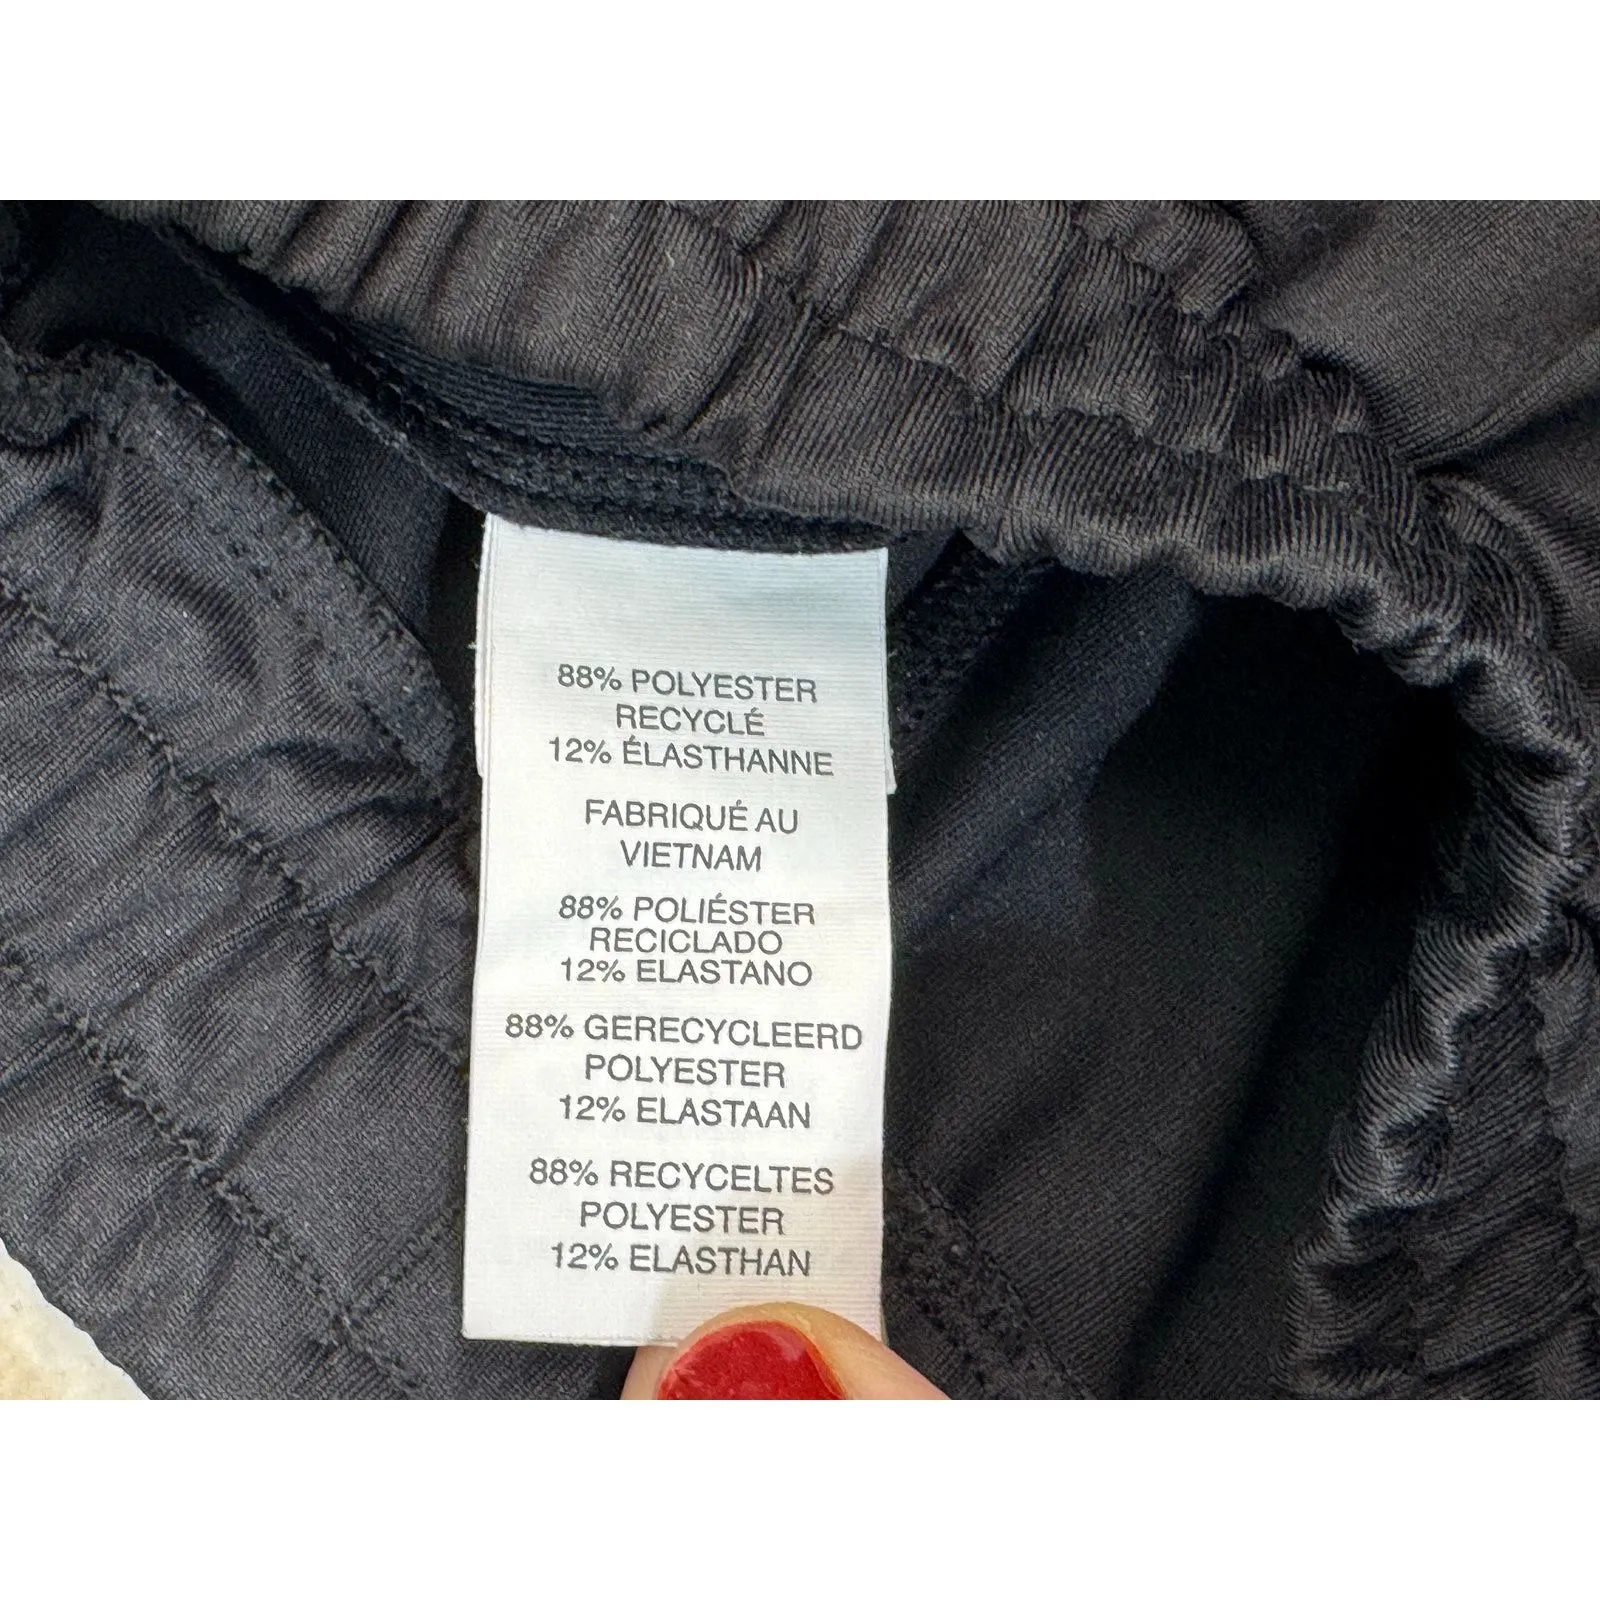 88% POLYESTER
RECYCLÉ
12% ÉLASTHANNE
FABRIQUÉ AU
VIETNAM
88% POLIÉSTER
RECICLADO
12% ELASTANO
88% GERECYCLEERD
POLYESTER
12% ELASTAAN
88% RECYCELTES
POLYESTER
12% ELASTHAN